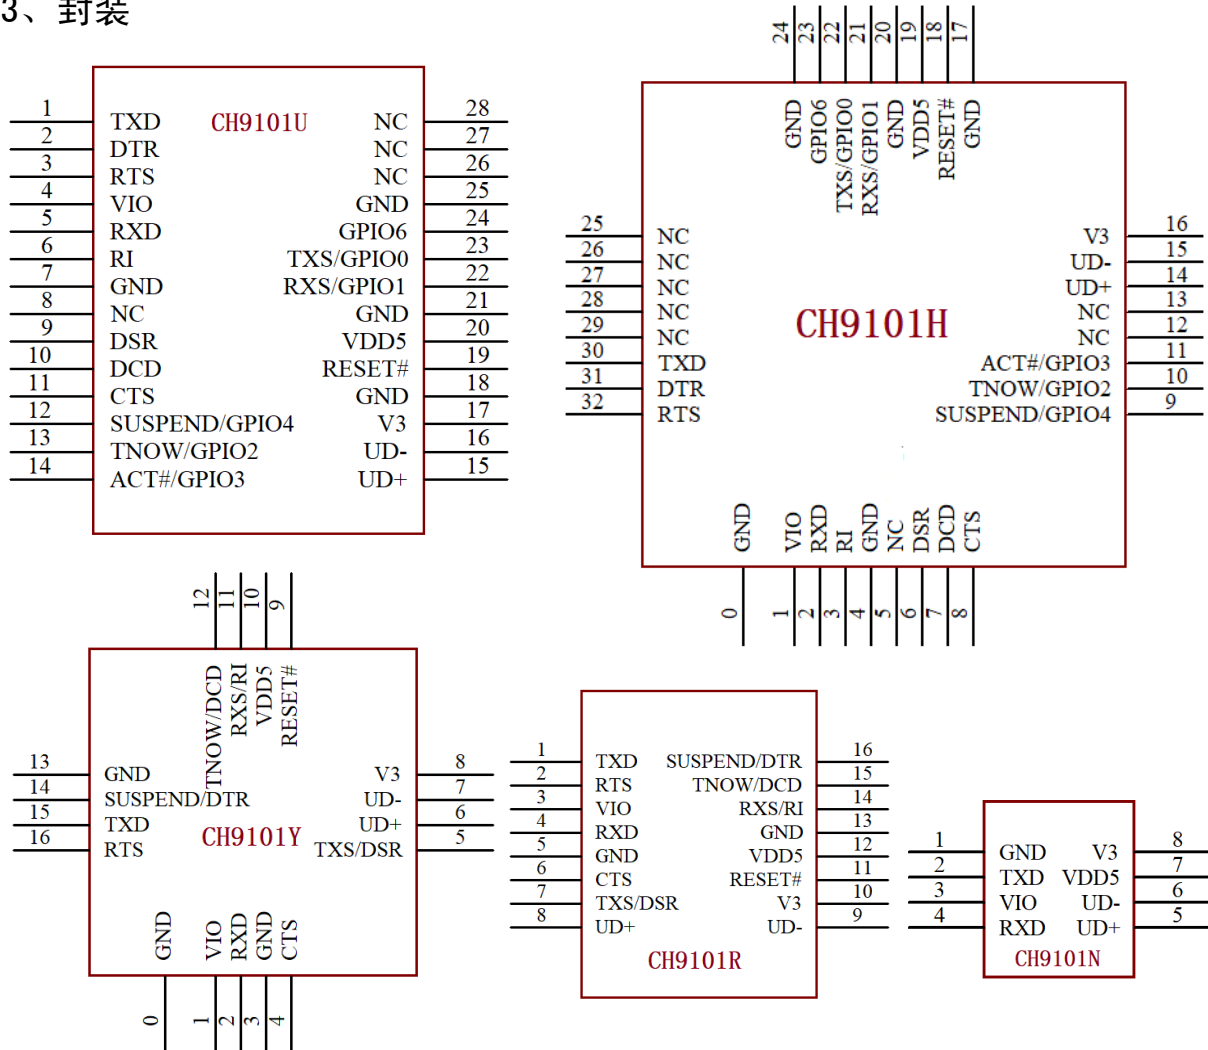 3、封装
CH9101U
1 TXD NC 28
2 DTR NC 27
3 RTS NC 26
4 VIO GND 25
5 RXD GPIO6 24
6 RI TXS/GPIO0 23
7 GND RXS/GPIO1 22
8 NC GND 21
9 DSR VDD5 20
10 DCD RESET# 19
11 CTS GND 18
12 SUSPEND/GPIO4 V3 17
13 TNOW/GPIO2 UD- 16
14 ACT#/GPIO3 UD+ 15
24 23 22 21 20 19 18 17
GND GPIO6 TXS/GPIO0 RXS/GPIO1 GND VDD5 RESET# GND
25 NC V3 16
26 NC UD- 15
27 NC UD+ 14
28 NC NC 13
29 NC NC 12
30 TXD ACT#/GPIO3 11
31 DTR TNOW/GPIO2 10
32 RTS SUSPEND/GPIO4 9
CH9101H
GND VIO RXD RI GND NC DSR DCD CTS
0 1 2 3 4 5 6 7 8
12 11 10 9
TNOW/DCD RXS/RI VDD5 RESET#
13 GND V3 8
14 SUSPEND/DTR UD- 7
15 TXD UD+ 6
16 RTS TXS/DSR 5
CH9101Y
GND VIO RXD GND CTS
0 1 2 3 4
1 TXD SUSPEND/DTR 16
2 RTS TNOW/DCD 15
3 VIO RXS/RI 14
4 RXD GND 13
5 GND VDD5 12
6 CTS RESET# 11
7 TXS/DSR V3 10
8 UD+ UD- 9
CH9101R
1 GND V3 8
2 TXD VDD5 7
3 VIO UD- 6
4 RXD UD+ 5
CH9101N